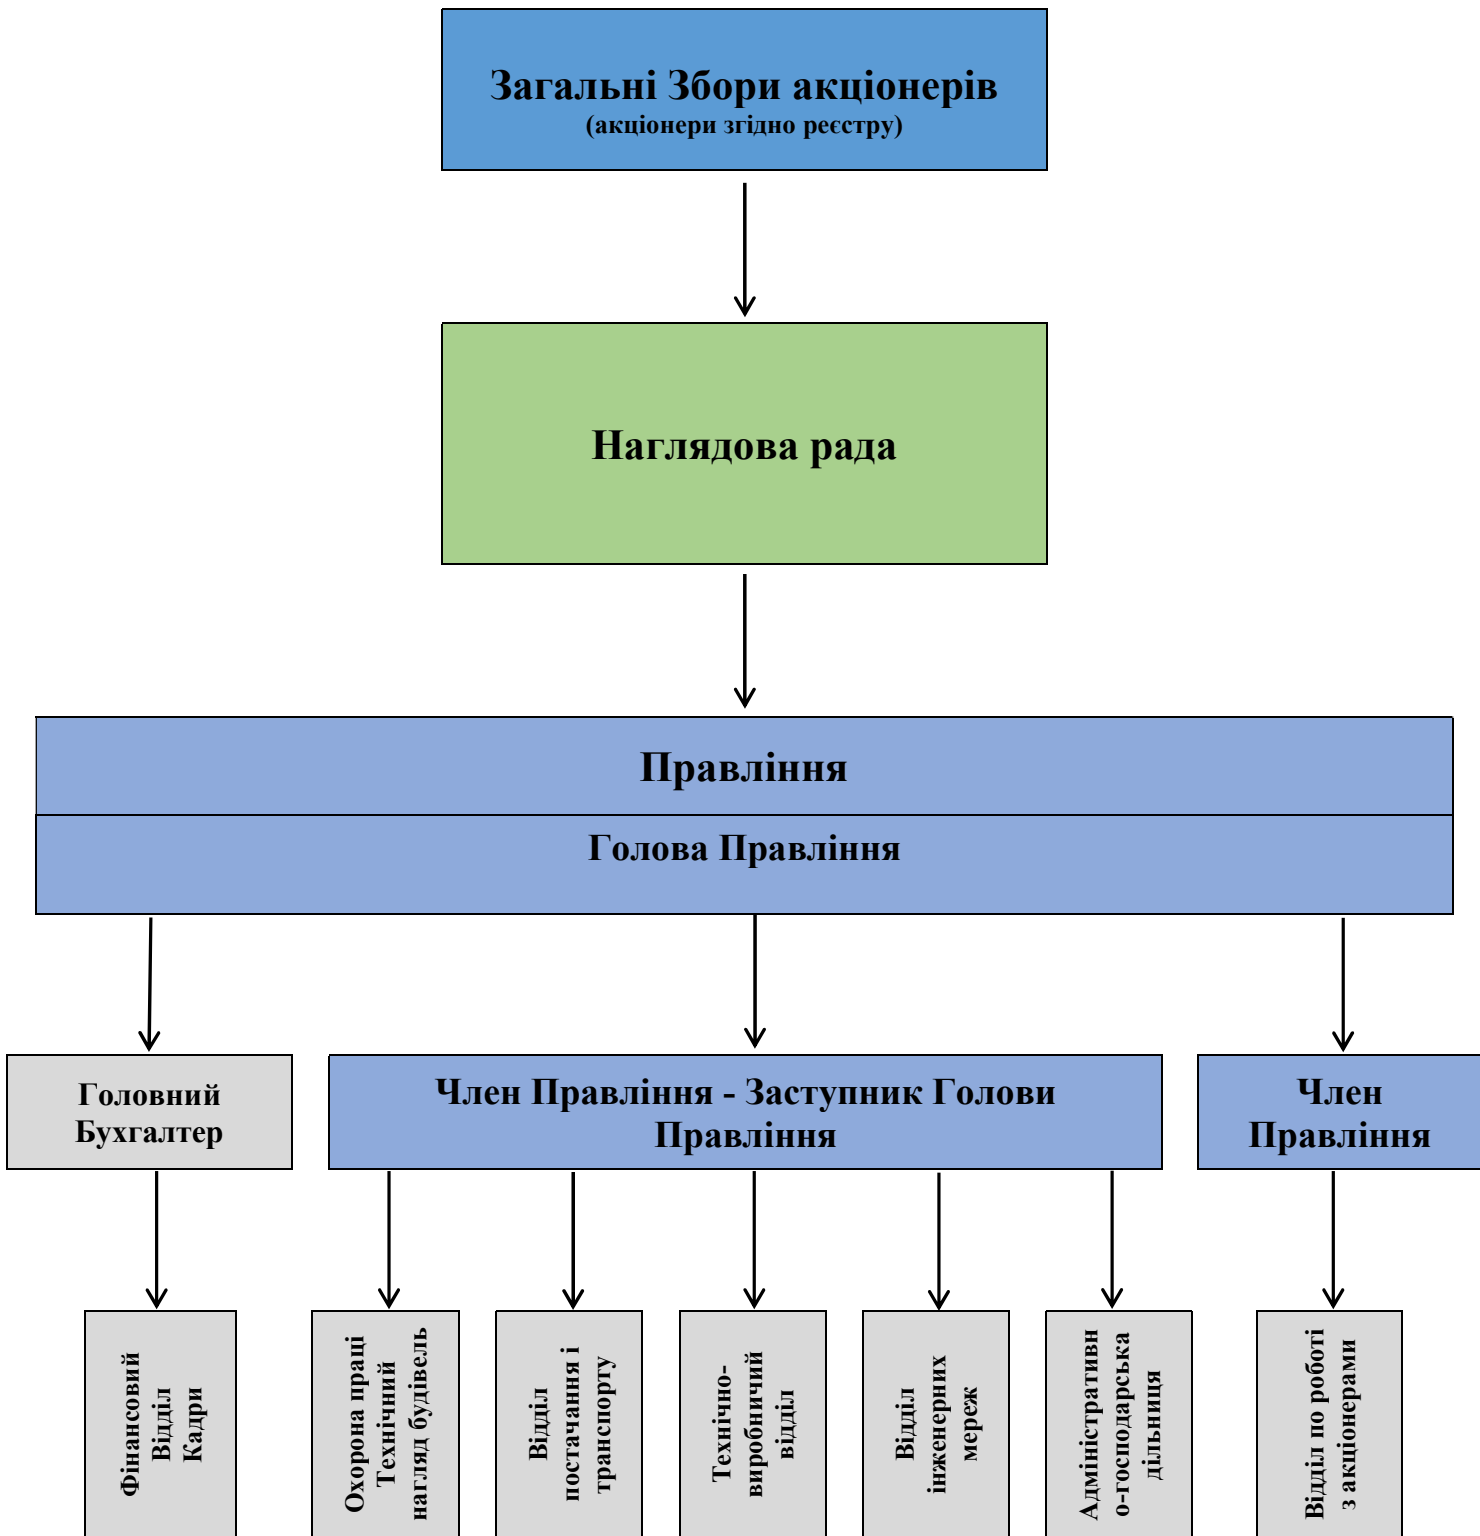 Загальні Збори акціонерів
(акціонери згідно реєстру)
Наглядова рада
Правління
Голова Правління
Головний
Бухгалтер
Член Правління - Заступник Голови
Правління
Член
Правління
Фінансовий
Відділ
Кадри
Охорона праці
Технічний
нагляд будівель
Відділ
постачання і
транспорту
Технічно-
виробничий
відділ
Відділ
інженерних
мереж
Адміністративн
о-господарська
дільниця
Відділ по роботі
з акціонерами